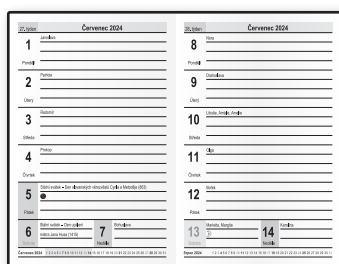 27. týden
Červenec 2024
1
Jaroslava
Pondělí
2
Patricie
Úterý
3
Radomír
Středa
4
Prokop
Čtvrtek
5
Státní svátek – Den slovanských věrozvěstů Cyrila a Metoděje (863)
Pátek
6
Státní svátek – Den upálení
mistra Jana Husa (1415)
Sobota
7
Bohuslava
Neděle
Červenec 2024
28. týden
Červenec 2024
8
Nora
Pondělí
9
Drahoslava
Úterý
10
Libuše, Amálie, Amelie
Středa
11
Olga
Čtvrtek
12
Bořek
Pátek
13
Markéta, Margita
Sobota
14
Karolína
Neděle
Srpen 2024